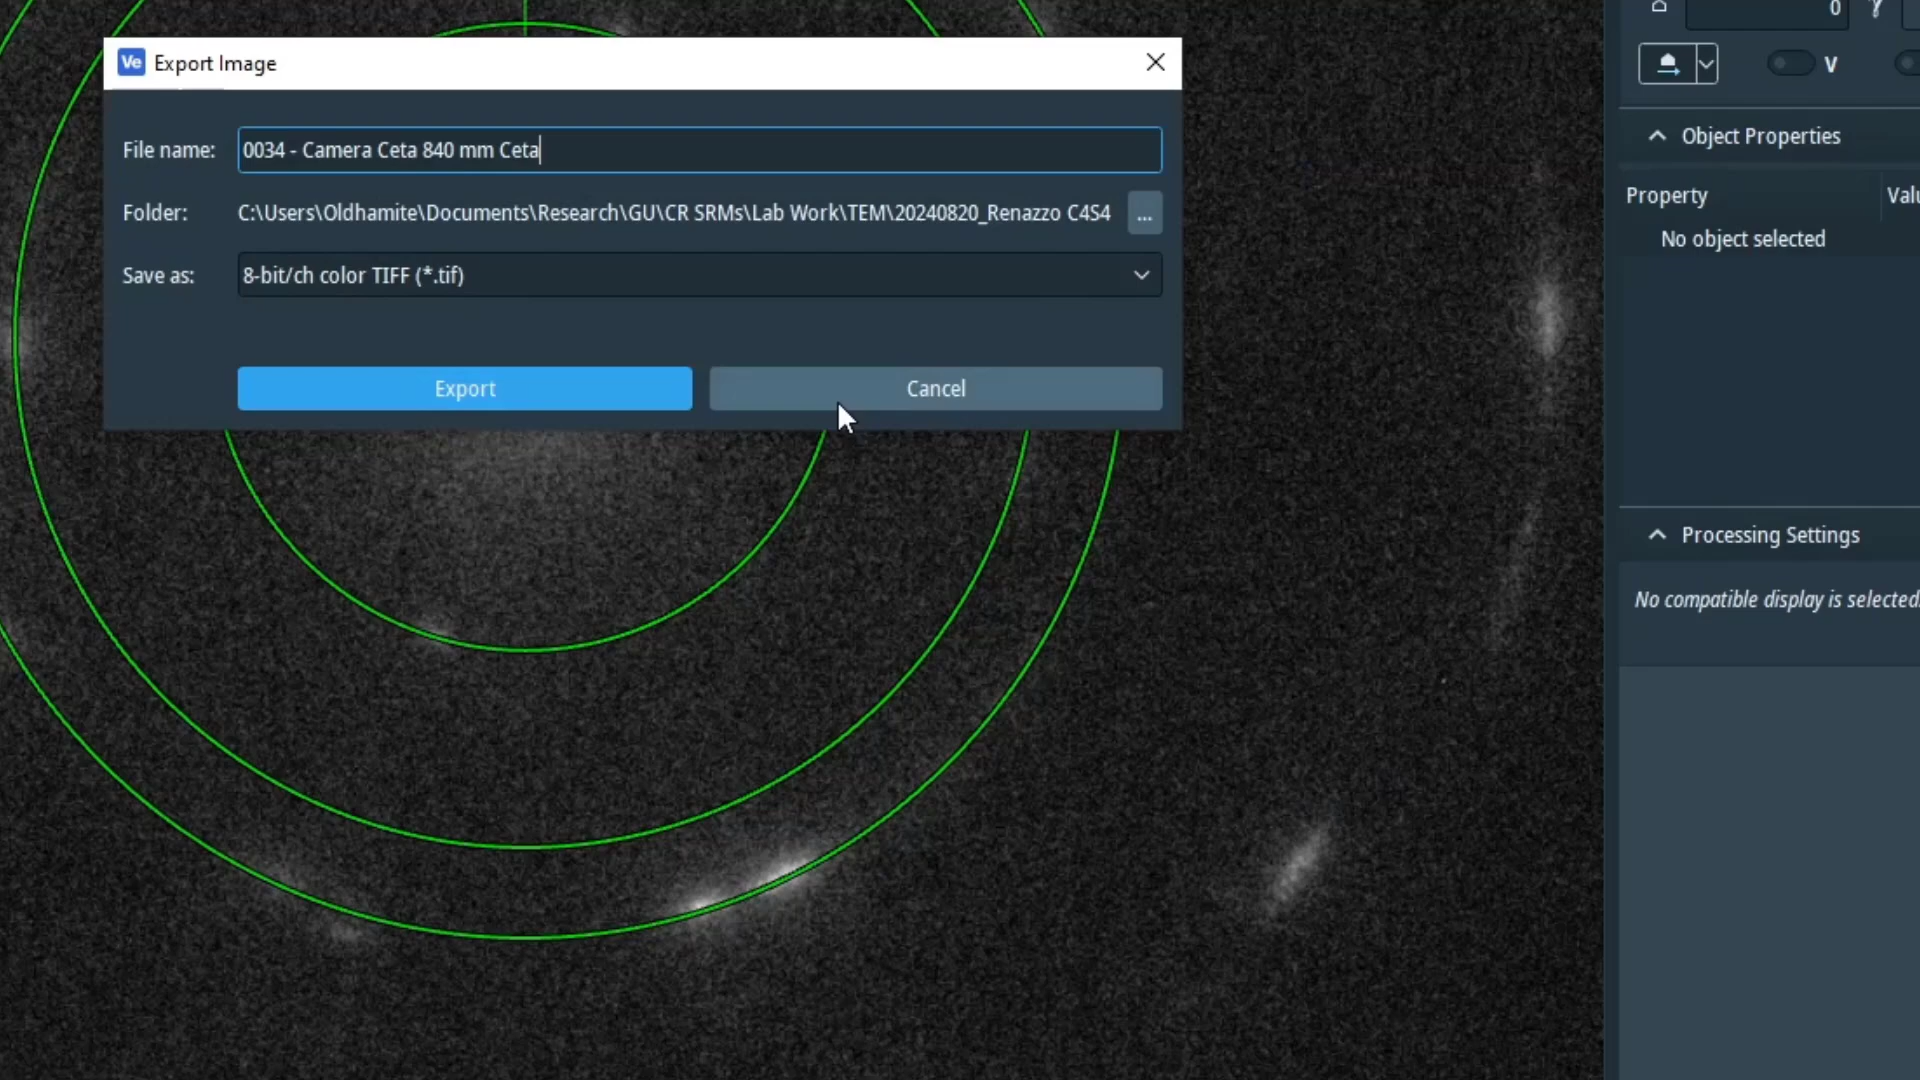 0
Ve Export Image
V
File name: 0034 - Camera Ceta 840 mm Ceta
Object Properties
Property
Folder: C:\Users\Oldhamite\Documents\Research\GU\CR SRMs\Lab Work\TEM\20240820_Renazzo C4S4 ...
No object selected
Save as: 8-bit/ch color TIFF (*.tif)
Export Cancel
Processing Settings
No compatible display is selected.